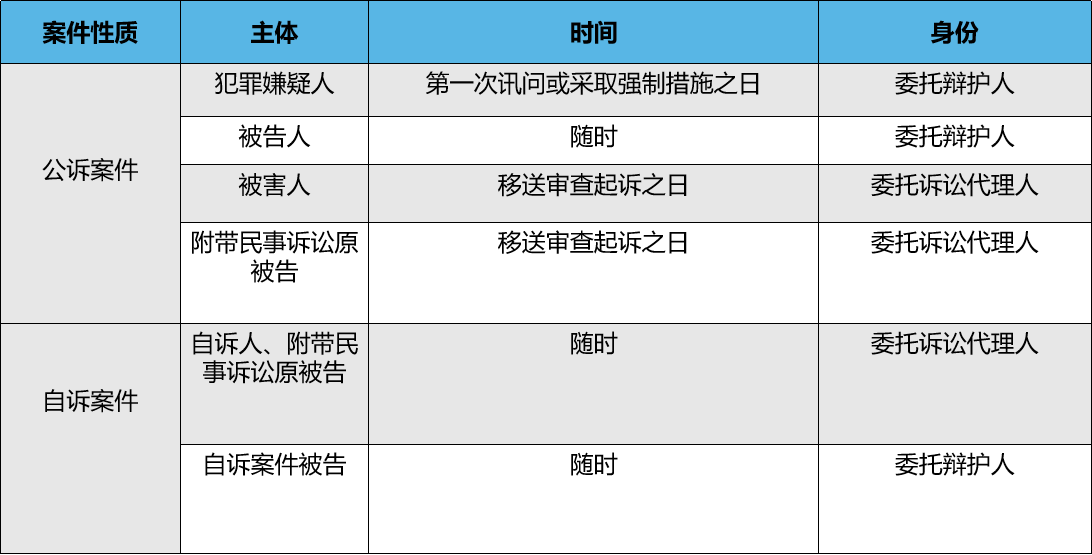 案件性质 主体 时间 身份
公诉案件
犯罪嫌疑人 第一次讯问或采取强制措施之日 委托辩护人
被告人 随时 委托辩护人
被害人 移送审查起诉之日 委托诉讼代理人
附带民事诉讼原 移送审查起诉之日 委托诉讼代理人
被告
自诉案件
自诉人、附带民 随时 委托诉讼代理人
事诉讼原被告
自诉案件被告 随时 委托辩护人